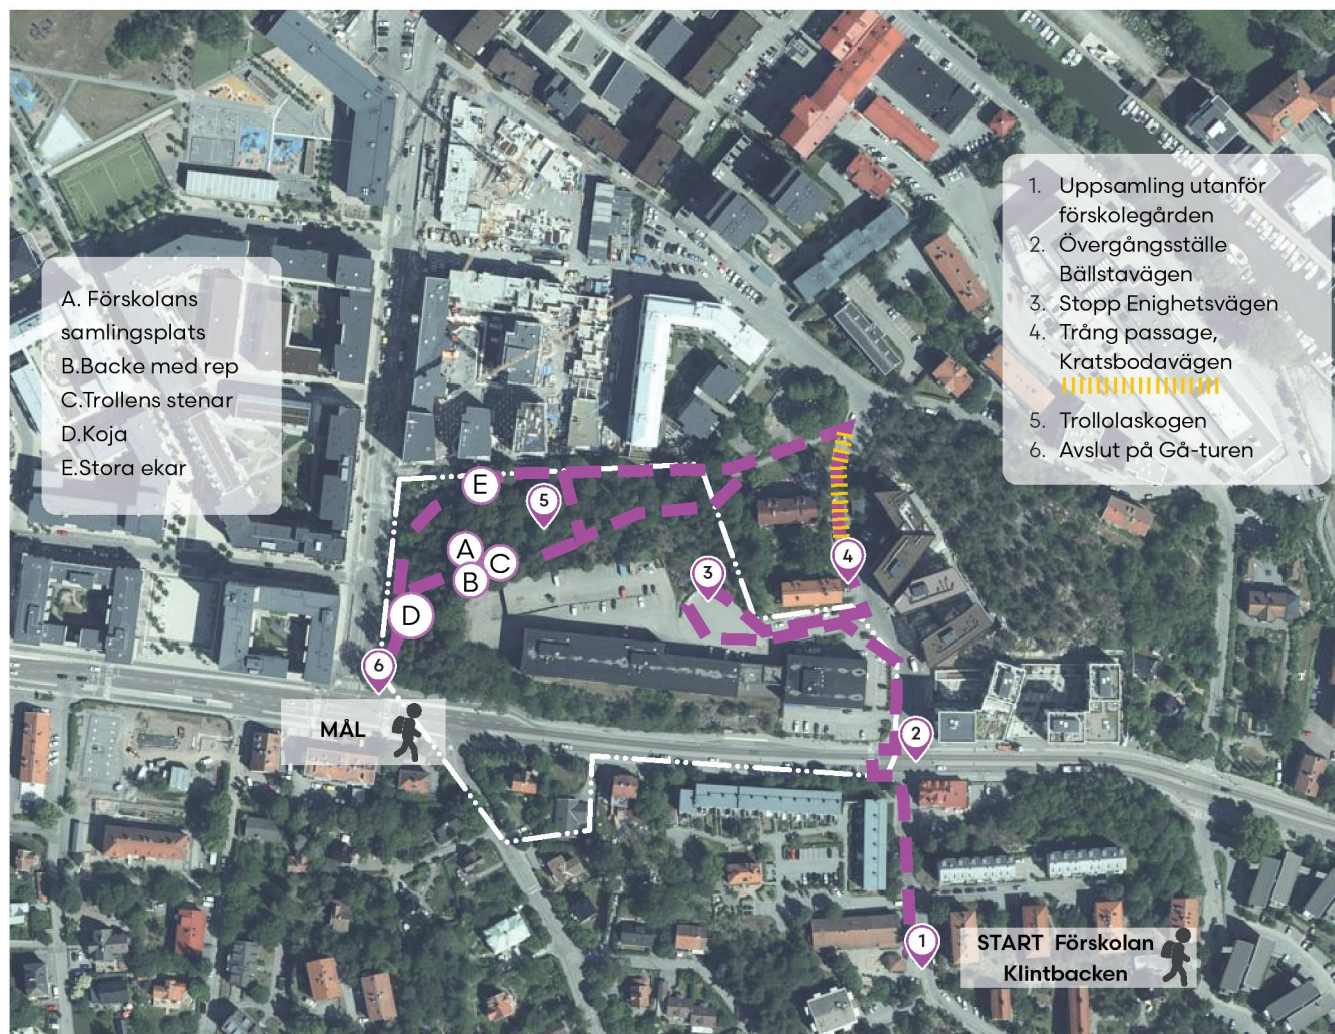 1. Uppsamling utanför
förskolegården
2. Övergångsställe
Bällstavägen
3. Stopp Enighetsvägen
4. Trång passage,
Kratsbodavägen
5. Trollolaskogen
6. Avslut på Gå-turen
A. Förskolans
samlingsplats
B.Backe med rep
C.Trollens stenar
D.Koja
E.Stora ekar
E
5
A
C
B
3
4
D
6
MÅL
2
1
START Förskolan
Klintbacken